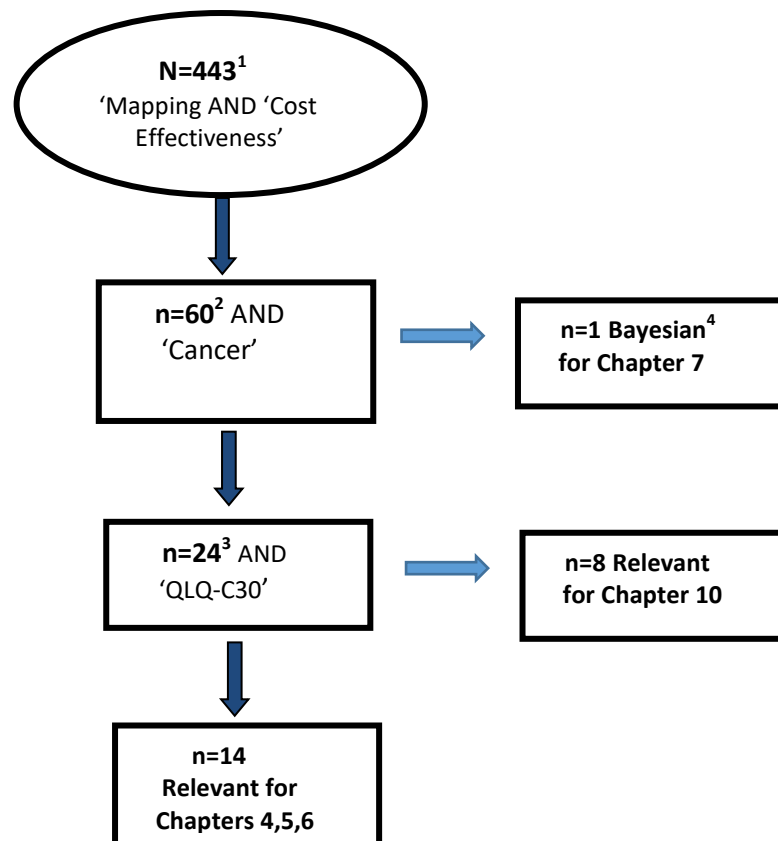 N=443¹
‘Mapping AND ‘Cost
Effectiveness’
n=60² AND
‘Cancer’
n=1 Bayesian⁴
for Chapter 7
n=24³ AND
‘QLQ-C30’
n=8 Relevant
for Chapter 10
n=14
Relevant for
Chapters 4,5,6